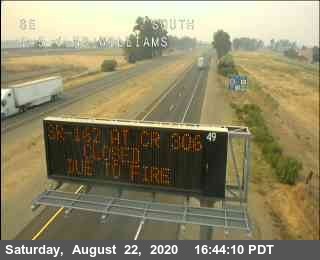 SE SOUTH
WILLIAMS
SR-162 AT CR 306
CLOSED
DUE TO FIRE
49
Saturday, August 22, 2020 16:44:10 PDT